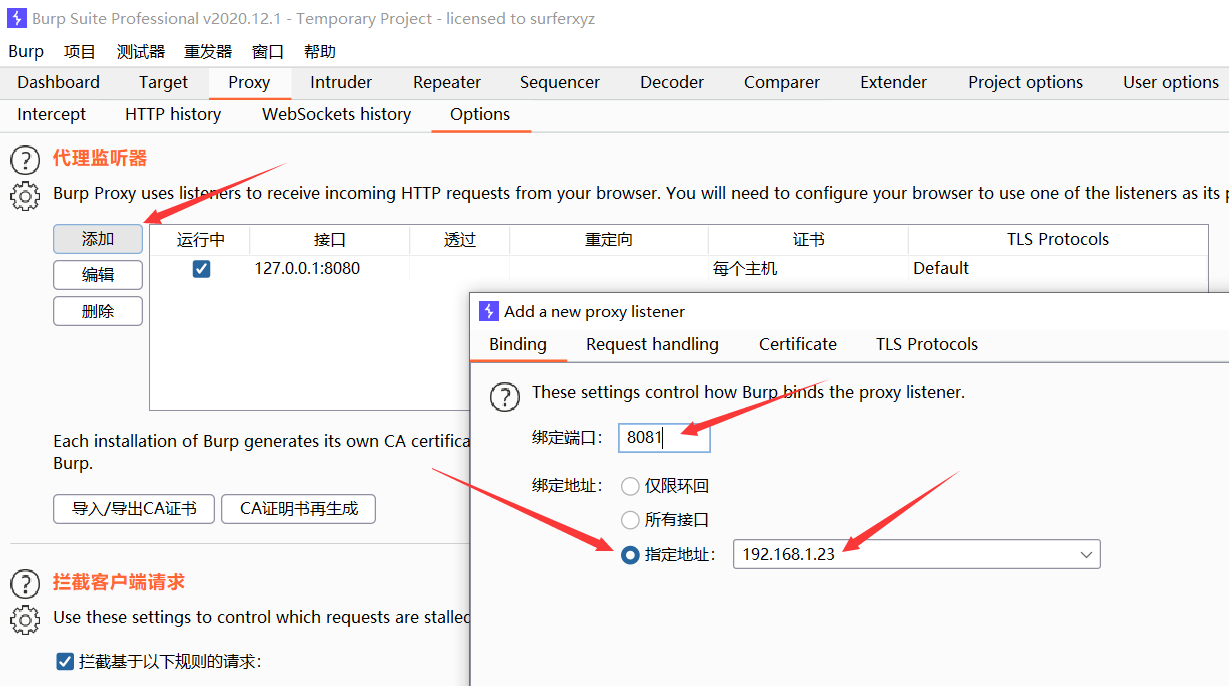 Burp Suite Professional v2020.12.1 - Temporary Project - licensed to surferxyz
Burp 项目 测试器 重发器 窗口 帮助
Dashboard Target Proxy Intruder Repeater Sequencer Decoder Comparer Extender Project options User options
Intercept HTTP history WebSockets history Options
代理监听器
Burp Proxy uses listeners to receive incoming HTTP requests from your browser. You will need to configure your browser to use one of the listeners as its
添加 运行中 接口 透过 重定向 证书 TLS Protocols
编辑 127.0.0.1:8080 每个主机 Default
删除
Add a new proxy listener
Binding Request handling Certificate TLS Protocols
These settings control how Burp binds the proxy listener.
绑定端口: 8081
Each installation of Burp generates its own CA certifica
Burp.
绑定地址: 仅限环回
导入/导出CA证书 CA证明书再生成
所有接口
指定地址: 192.168.1.23
拦截客户端请求
Use these settings to control which requests are stalled
拦截基于以下规则的请求: